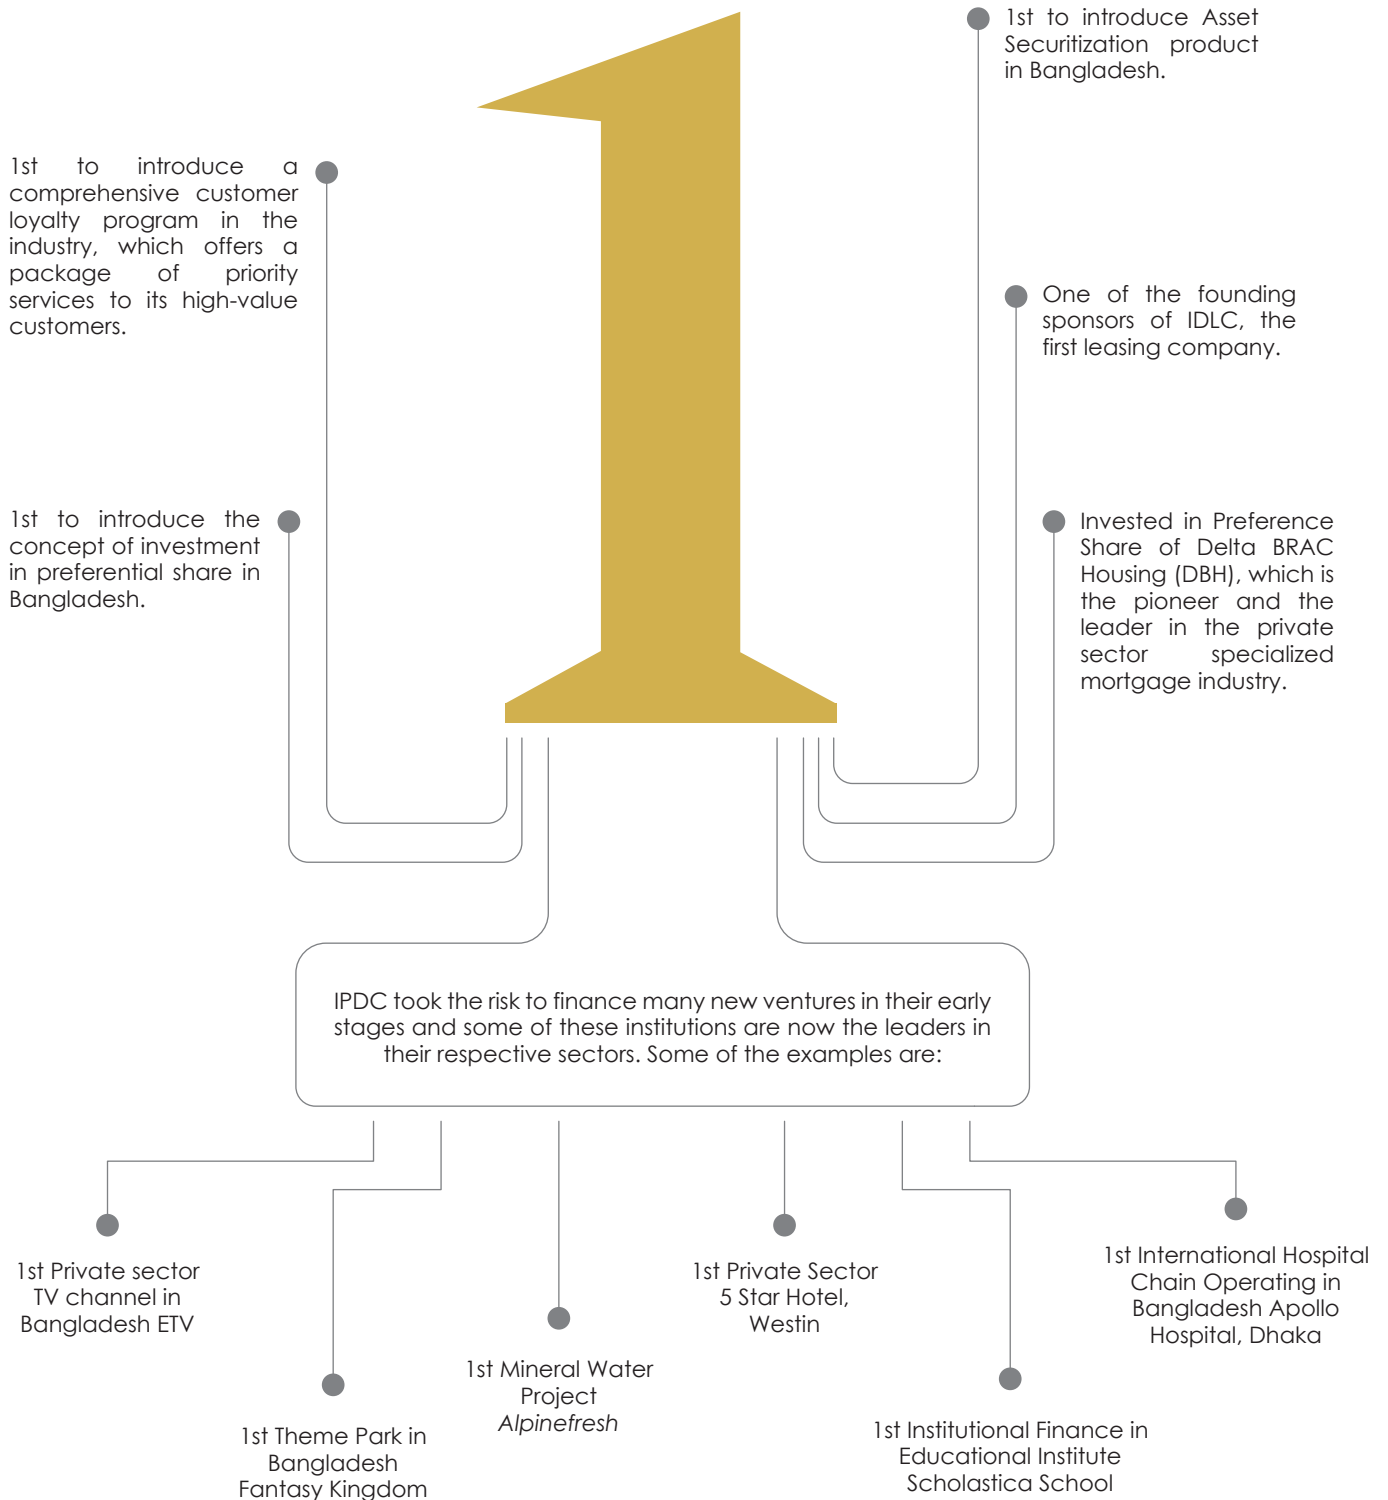 1st to introduce Asset
Securitization product
in Bangladesh.
1st to introduce a
comprehensive customer
loyalty program in the
industry, which offers a
package of priority
services to its high-value
customers.
One of the founding
sponsors of IDLC, the
first leasing company.
1st to introduce the
concept of investment
in preferential share in
Bangladesh.
Invested in Preference
Share of Delta BRAC
Housing (DBH), which is
the pioneer and the
leader in the private
sector specialized
mortgage industry.
1
IPDC took the risk to finance many new ventures in their early
stages and some of these institutions are now the leaders in
their respective sectors. Some of the examples are:
1st Private sector
TV channel in
Bangladesh ETV
1st Theme Park in
Bangladesh
Fantasy Kingdom
1st Mineral Water
Project
Alpinefresh
1st Private Sector
5 Star Hotel,
Westin
1st Institutional Finance in
Educational Institute
Scholastica School
1st International Hospital
Chain Operating in
Bangladesh Apollo
Hospital, Dhaka